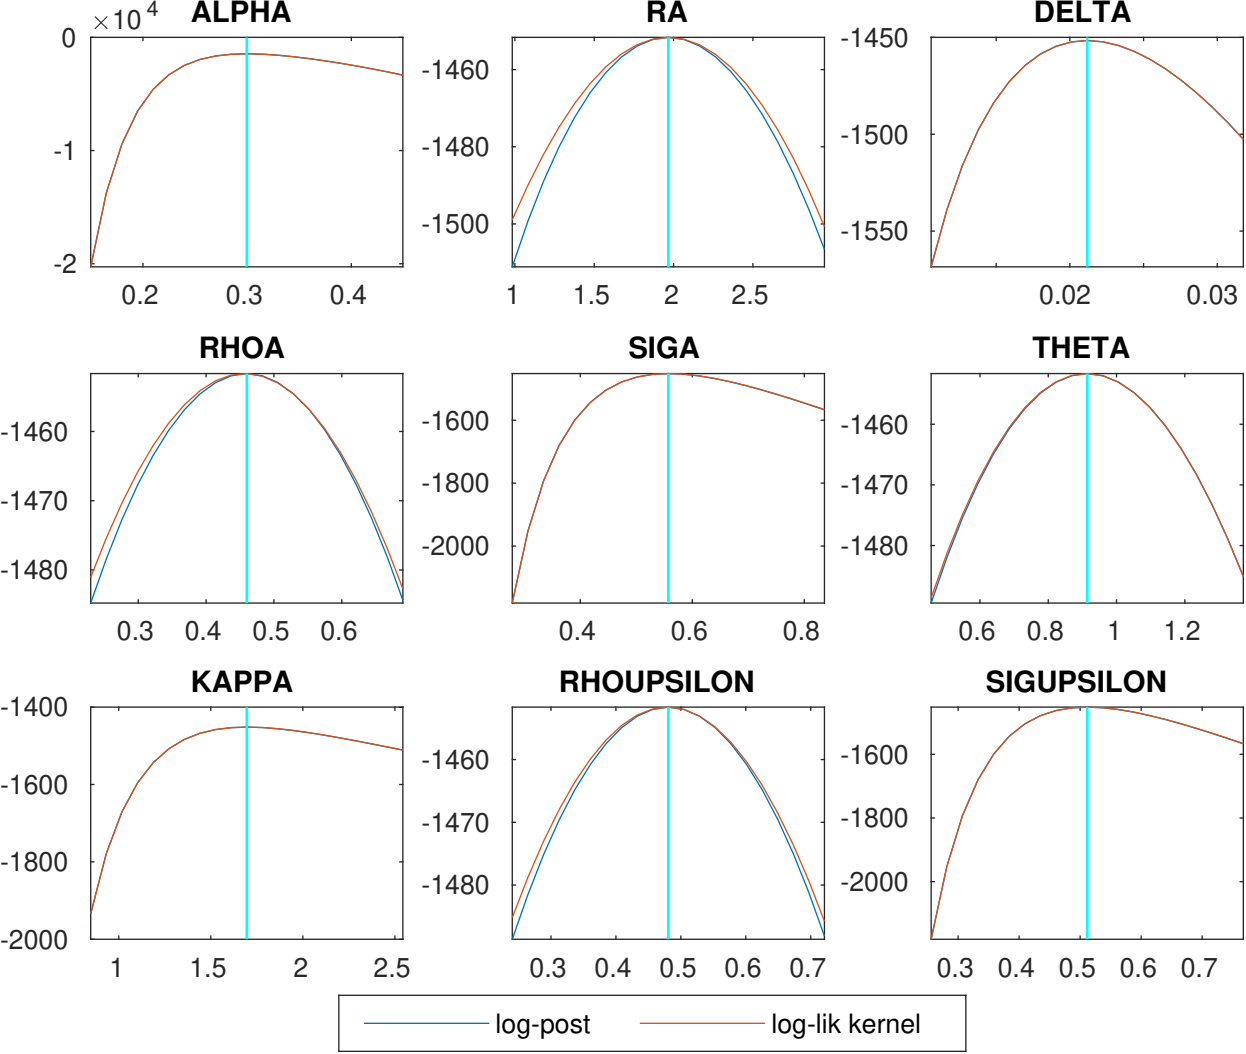 ALPHA RA DELTA
×10 4
0 -1 -2
0.2 0.3 0.4
-1460 -1480 -1500
1 1.5 2 2.5
-1450 -1500 -1550
0.02 0.03
RHOA SIGA THETA
-1460 -1470 -1480
0.3 0.4 0.5 0.6
-1600 -1800 -2000
0.4 0.6 0.8
-1460 -1470 -1480
0.6 0.8 1 1.2
KAPPA RHOUPSILON SIGUPSILON
-1400 -1600 -1800 -2000
1 1.5 2 2.5
-1460 -1470 -1480
0.3 0.4 0.5 0.6 0.7
-1600 -1800 -2000
0.3 0.4 0.5 0.6 0.7
log-post log-lik kernel